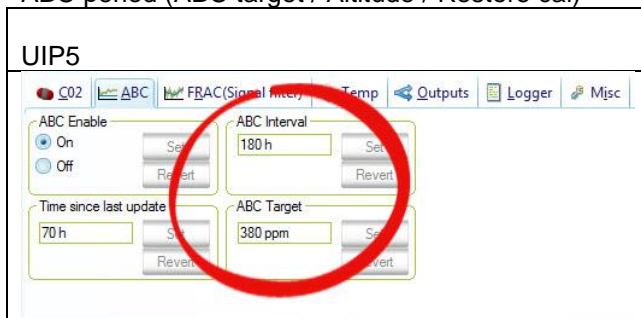 ABC period (ABC target / Altitude / Restore cal)
UIP5
C02 ABC FRAC(Signal filter) Temp Outputs Logger Misc
ABC Enable
On
Off
Set
Revert
ABC Interval
180 h
Set
Revert
Time since last update
70 h
Set
Revert
ABC Target
380 ppm
Set
Revert